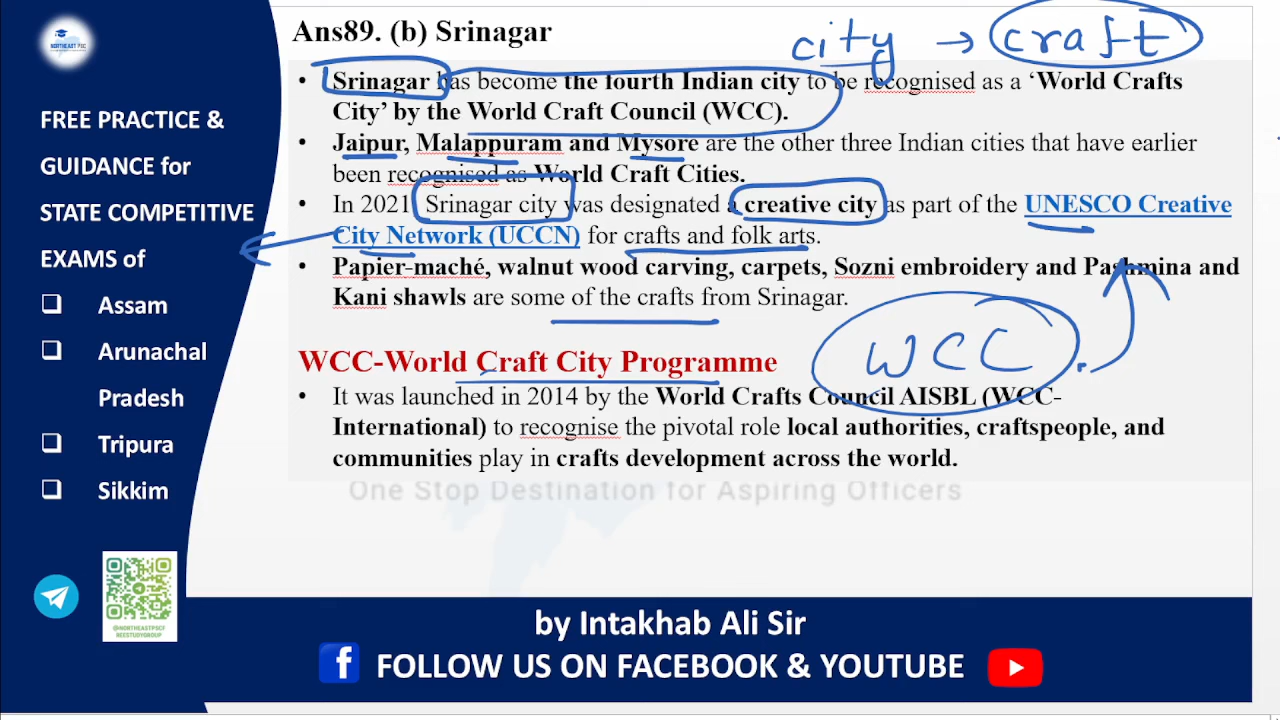 NORTHEAST PSC
FREE PRACTICE &
GUIDANCE for
STATE COMPETITIVE
EXAMS of
Assam
Arunachal
Pradesh
Tripura
Sikkim
@NORTHEASTPSCF
REESTUDYGROUP
Ans89. (b) Srinagar
city → craft
• Srinagar has become the fourth Indian city to be recognised as a ‘World Crafts
City’ by the World Craft Council (WCC).
• Jaipur, Malappuram and Mysore are the other three Indian cities that have earlier
been recognised as World Craft Cities.
• In 2021 Srinagar city was designated a creative city as part of the UNESCO Creative
City Network (UCCN) for crafts and folk arts.
• Papier-maché, walnut wood carving, carpets, Sozni embroidery and Pashmina and
Kani shawls are some of the crafts from Srinagar.
WCC
WCC-World Craft City Programme
• It was launched in 2014 by the World Crafts Council AISBL (WCC-
International) to recognise the pivotal role local authorities, craftspeople, and
communities play in crafts development across the world.
One Stop Destination for Aspiring Officers
by Intakhab Ali Sir
FOLLOW US ON FACEBOOK & YOUTUBE